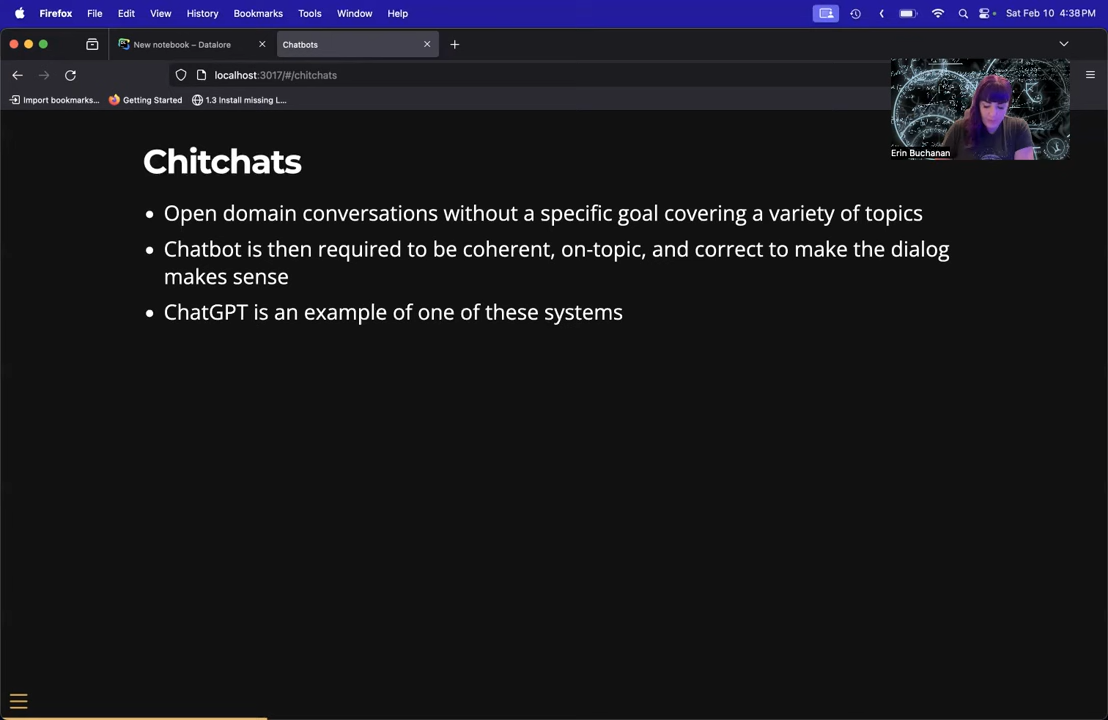 Firefox File Edit View History Bookmarks Tools Window Help Sat Feb 10 4:38 PM
New notebook – Datalore Chatbots
localhost:3017/#/chitchats
Import bookmarks... Getting Started 1.3 Install missing L...
Erin Buchanan
Chitchats
• Open domain conversations without a specific goal covering a variety of topics
• Chatbot is then required to be coherent, on-topic, and correct to make the dialog
makes sense
• ChatGPT is an example of one of these systems